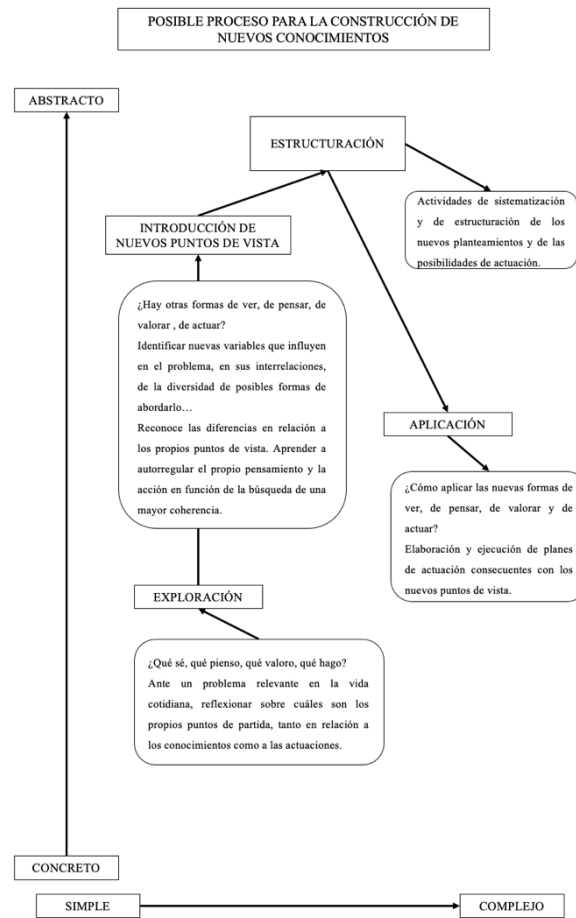 POSIBLE PROCESO PARA LA CONSTRUCCIÓN DE
NUEVOS CONOCIMIENTOS
ABSTRACTO
ESTRUCTURACIÓN
Actividades de sistematización
y de estructuración de los
nuevos planteamientos y de las
posibilidades de actuación.
INTRODUCCIÓN DE
NUEVOS PUNTOS DE VISTA
¿Hay otras formas de ver, de pensar, de
valorar , de actuar?
Identificar nuevas variables que influyen
en el problema, en sus interrelaciones,
de la diversidad de posibles formas de
abordarlo…
Reconoce las diferencias en relación a
los propios puntos de vista. Aprender a
autorregular el propio pensamiento y la
acción en función de la búsqueda de una
mayor coherencia.
APLICACIÓN
¿Cómo aplicar las nuevas formas de
ver, de pensar, de valorar y de
actuar?
Elaboración y ejecución de planes
de actuación consecuentes con los
nuevos puntos de vista.
EXPLORACIÓN
¿Qué sé, qué pienso, qué valoro, qué hago?
Ante un problema relevante en la vida
cotidiana, reflexionar sobre cuáles son los
propios puntos de partida, tanto en relación a
los conocimientos como a las actuaciones.
CONCRETO
SIMPLE
COMPLEJO